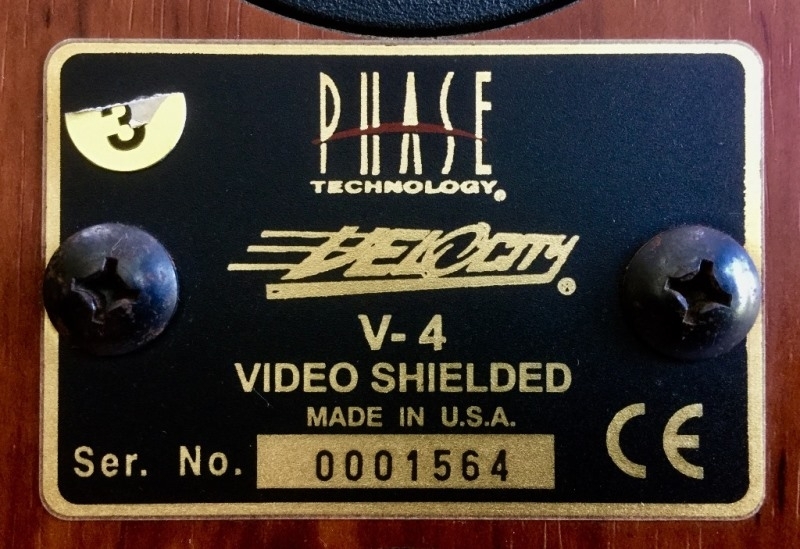 3
PHASE
TECHNOLOGY®
VELOCITY®
V-4
VIDEO SHIELDED
MADE IN U.S.A.
Ser. No. 0001564
CE